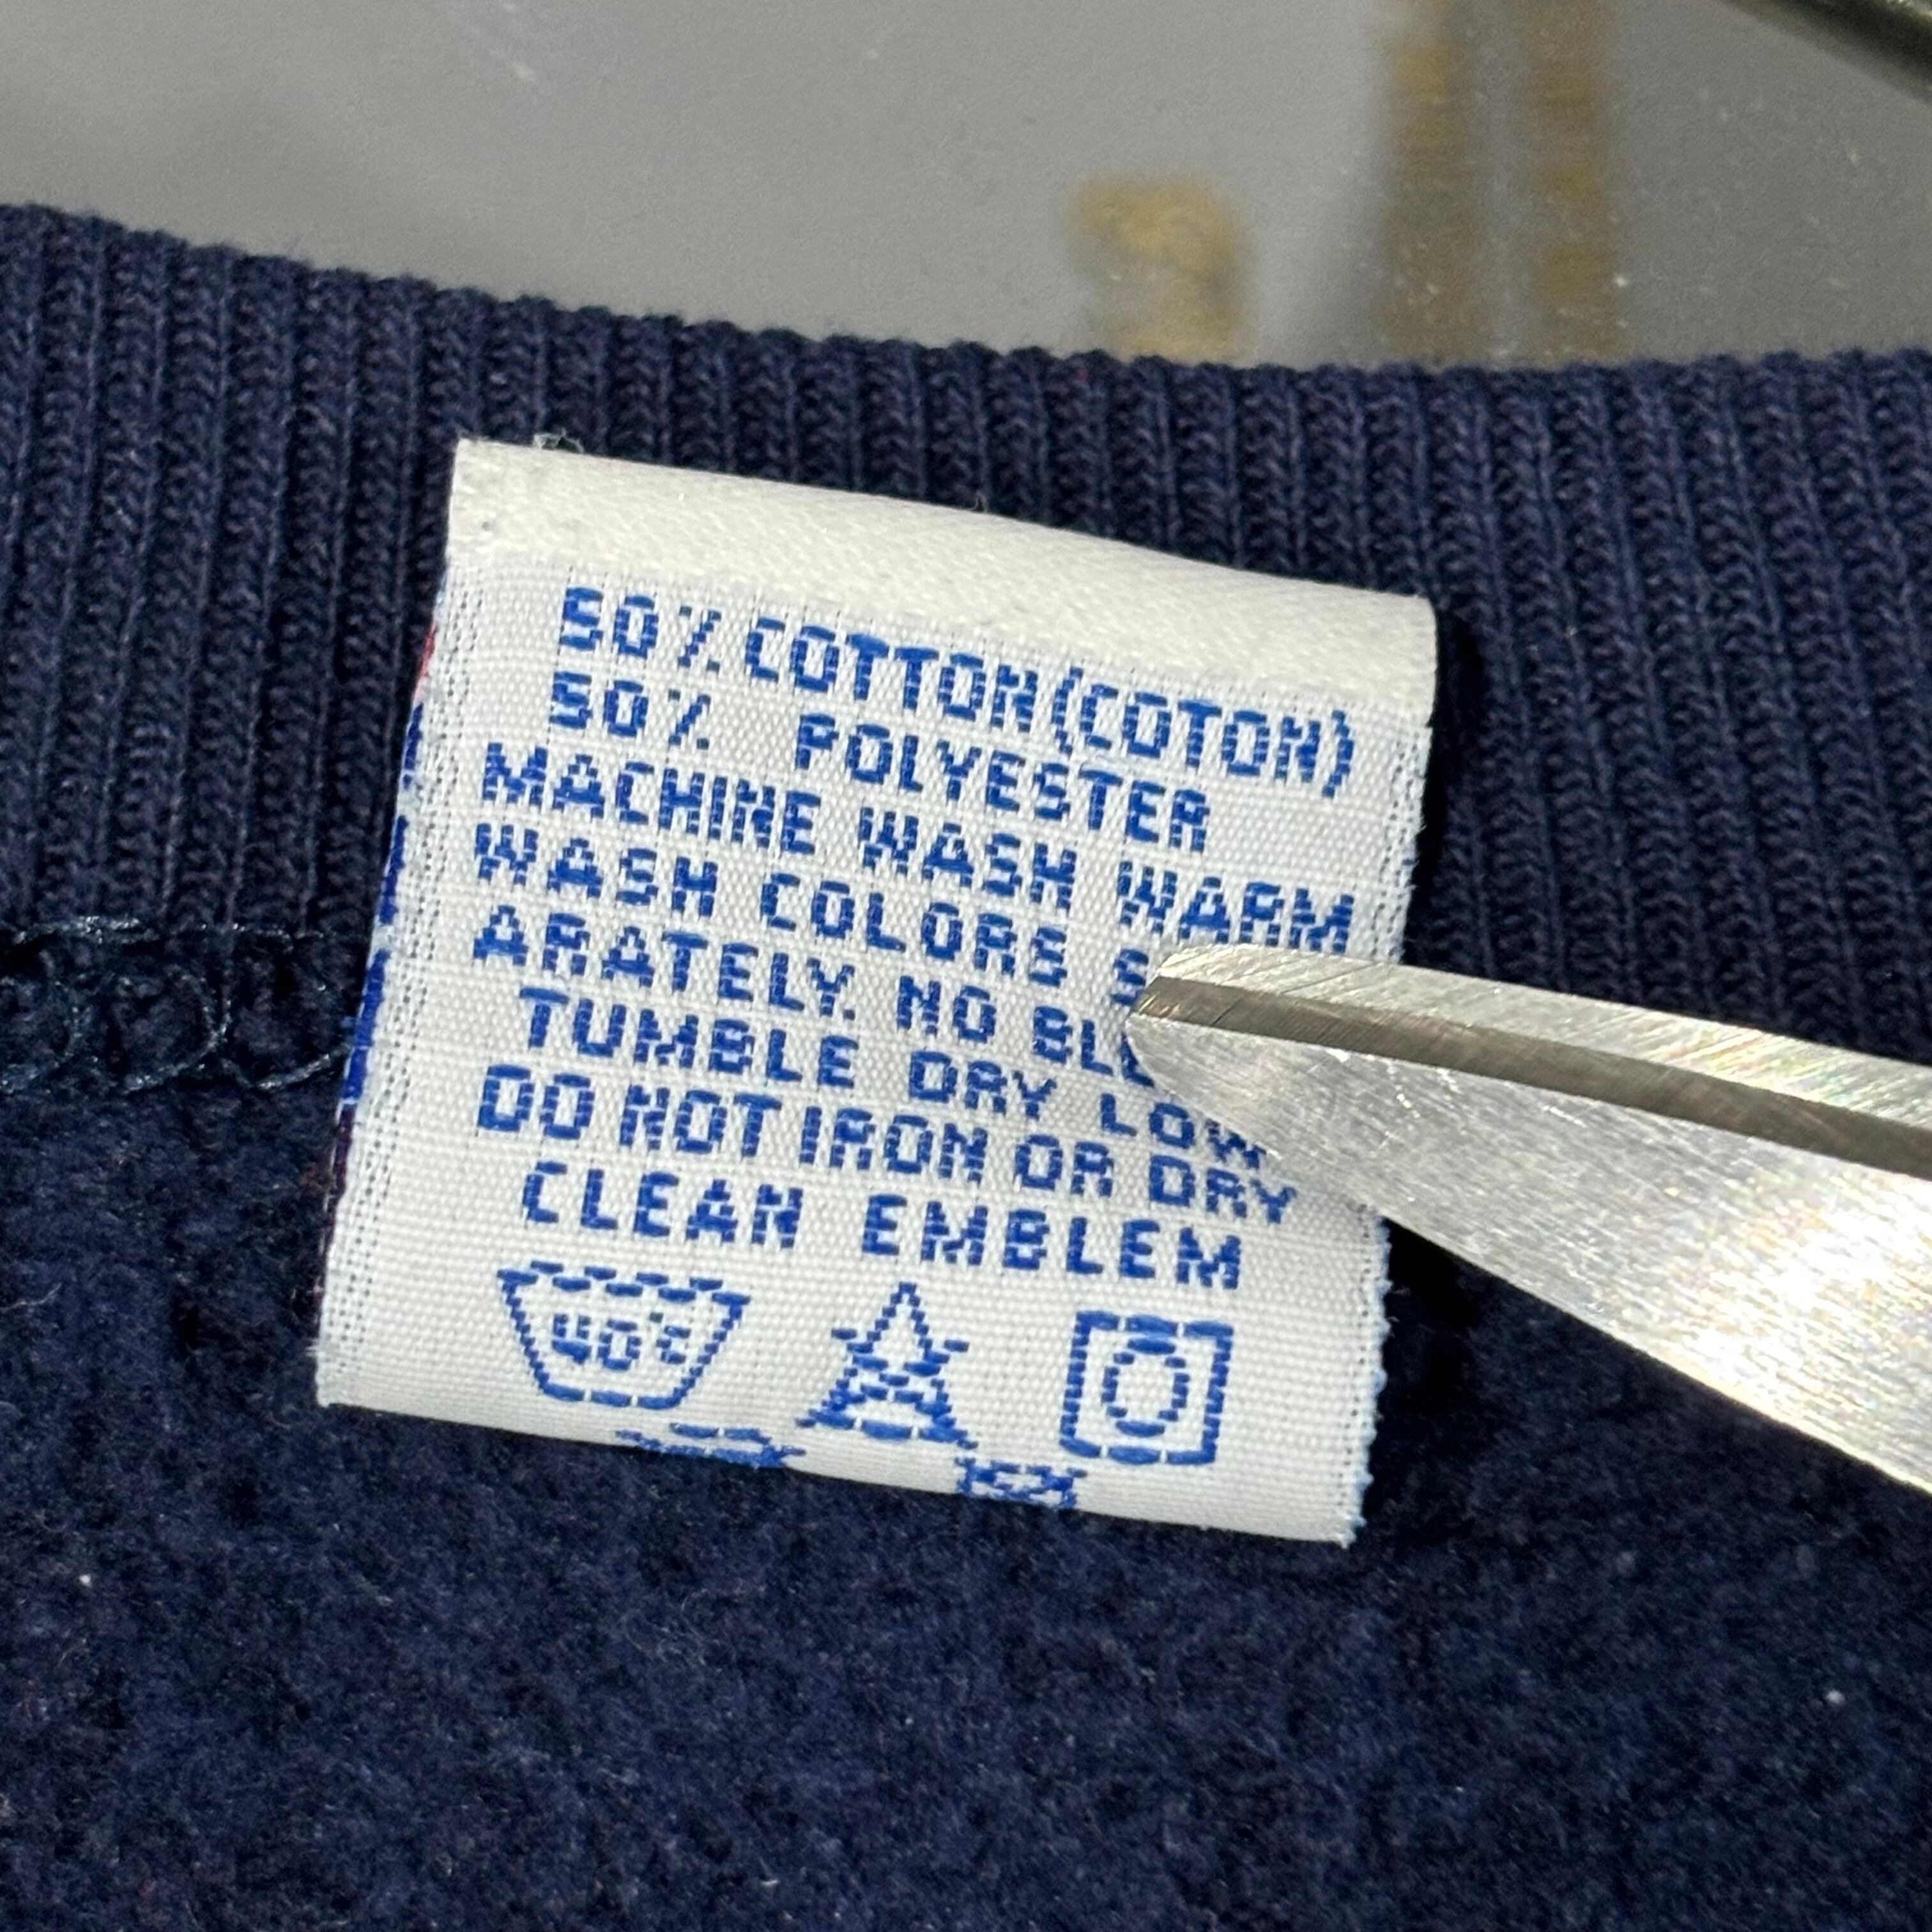 50% COTTON (COTON)
50% POLYESTER
MACHINE WASH WARM
WASH COLORS
ARATELY. NO
TUMBLE DRY LOW
DO NOT IRON OR DRY
CLEAN EMBLEM
40°C